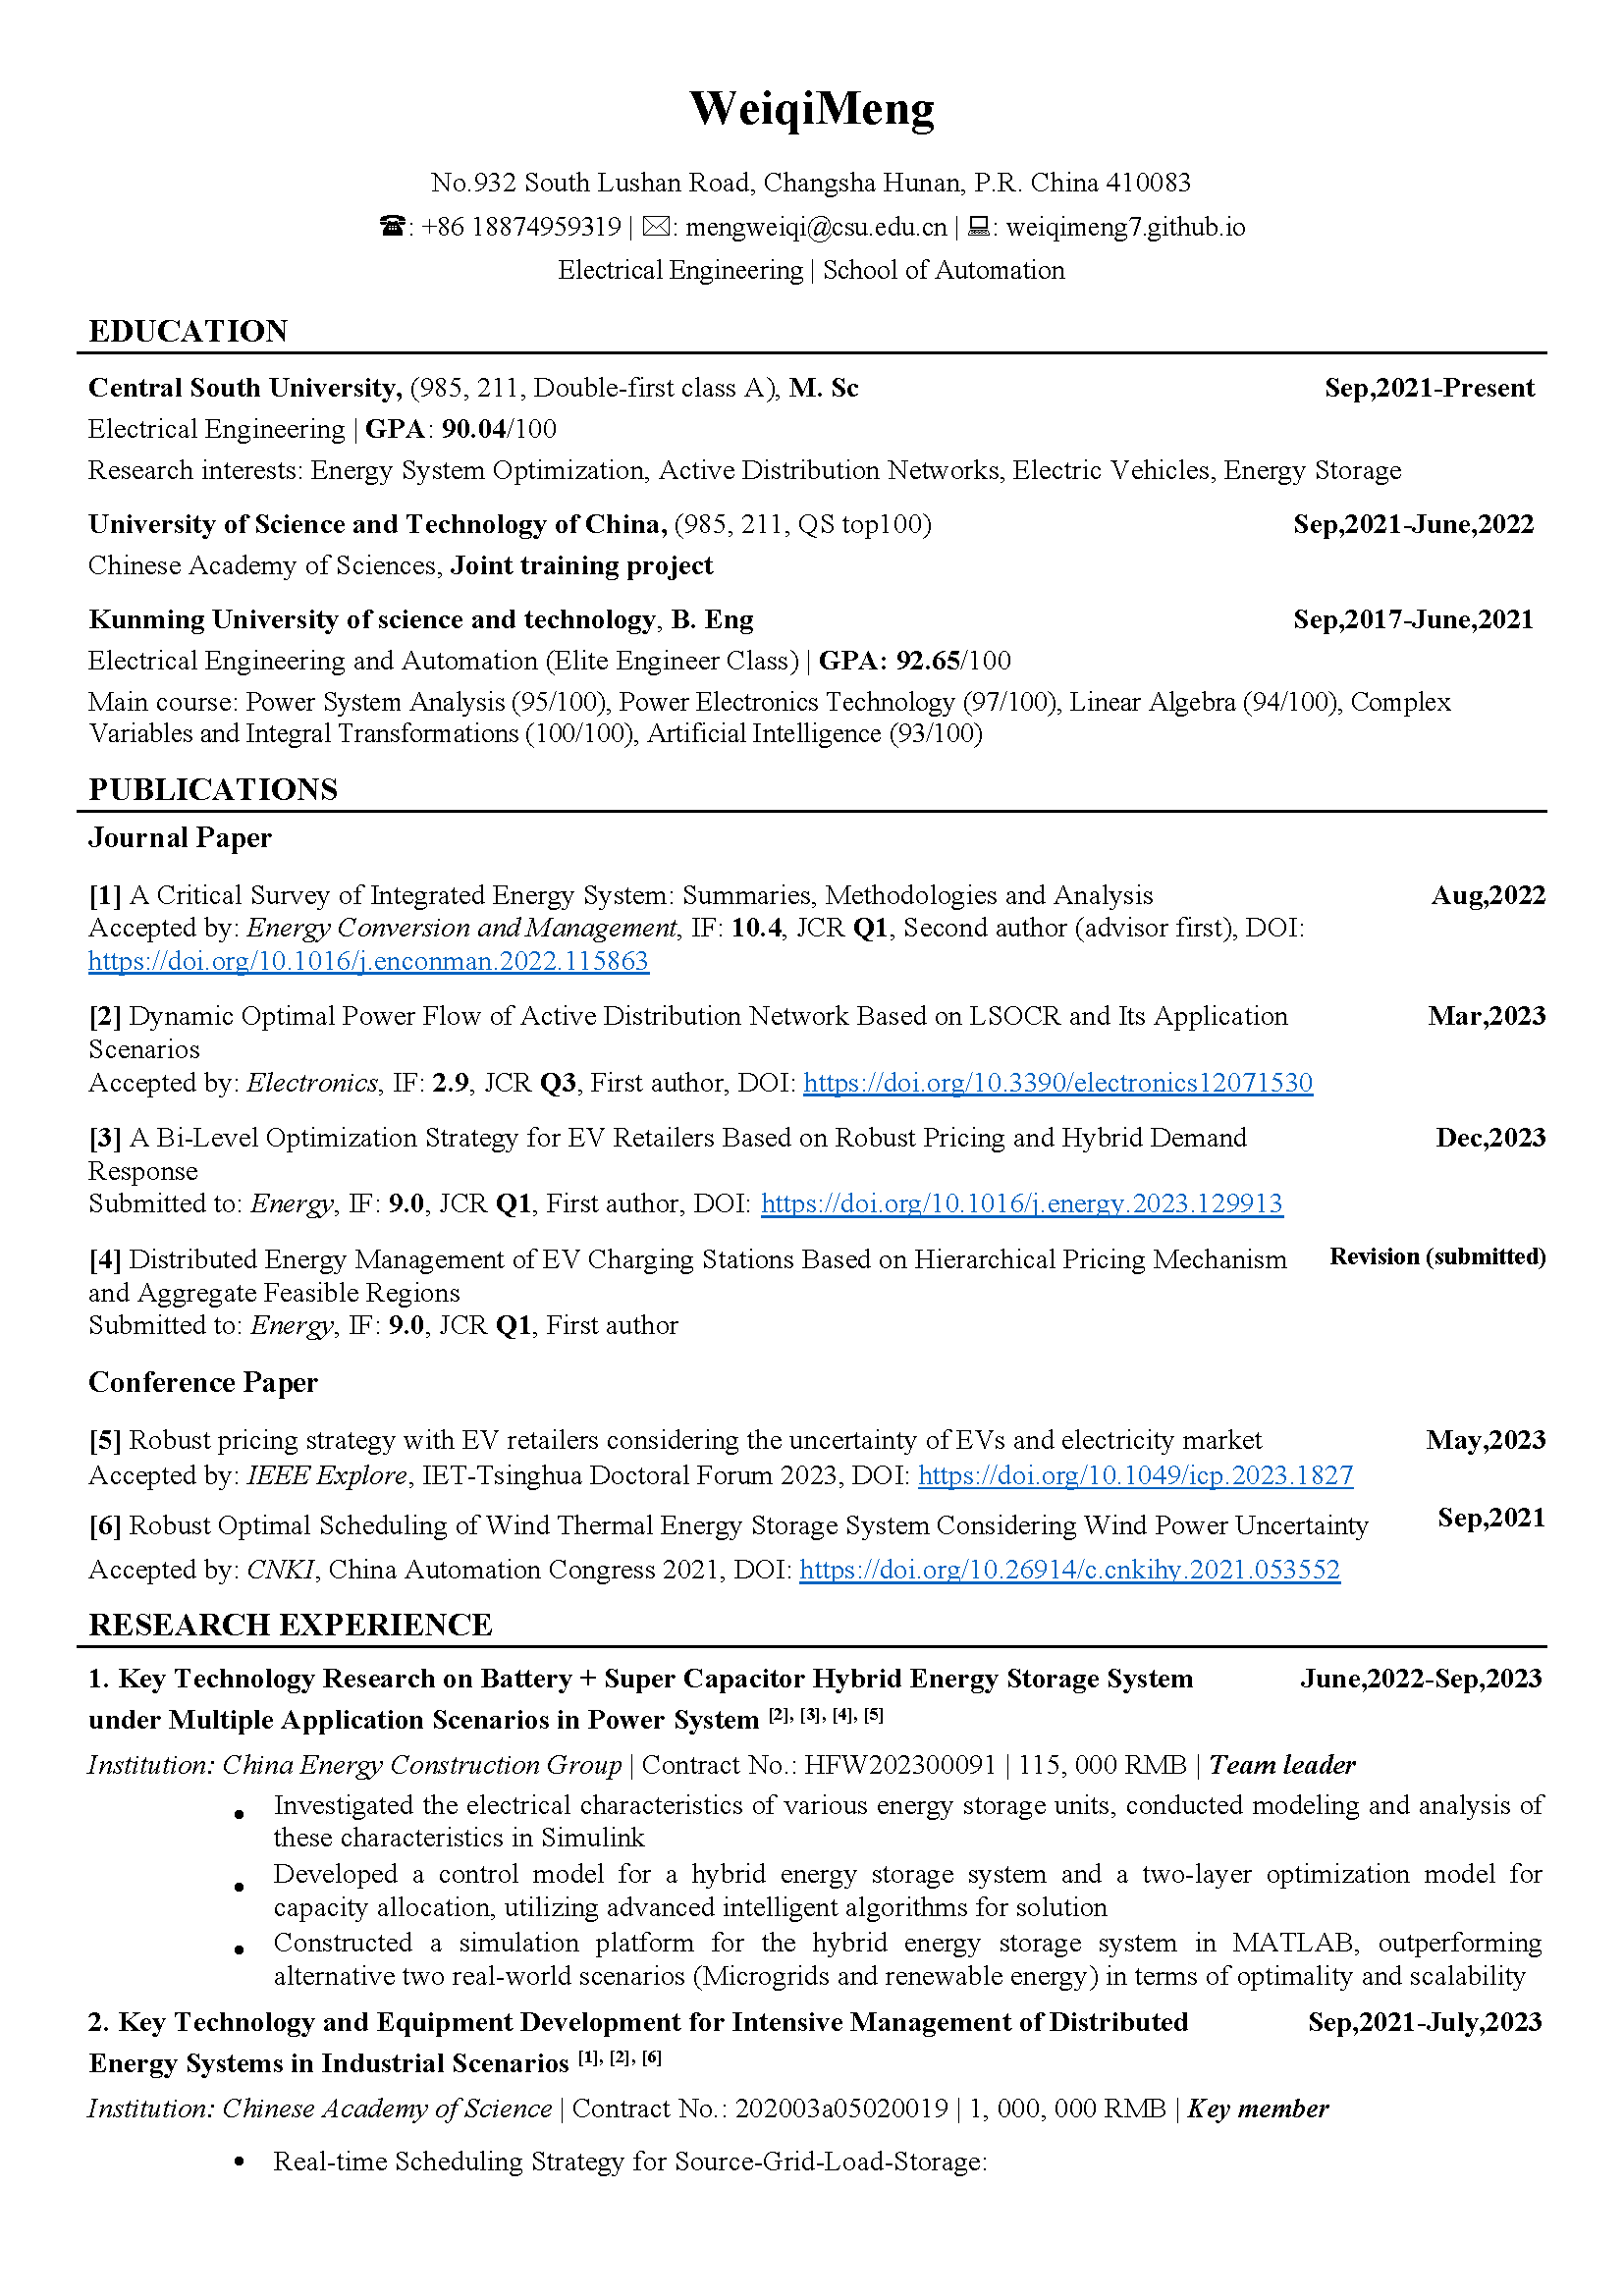 WeiqiMeng
No.932 South Lushan Road, Changsha Hunan, P.R. China 410083
☎: +86 18874959319 | ✉: mengweiqi@csu.edu.cn | 💻: weiqimeng7.github.io
Electrical Engineering | School of Automation
EDUCATION
Central South University, (985, 211, Double-first class A), M. Sc Sep,2021-Present
Electrical Engineering | GPA: 90.04/100
Research interests: Energy System Optimization, Active Distribution Networks, Electric Vehicles, Energy Storage
University of Science and Technology of China, (985, 211, QS top100) Sep,2021-June,2022
Chinese Academy of Sciences, Joint training project
Kunming University of science and technology, B. Eng Sep,2017-June,2021
Electrical Engineering and Automation (Elite Engineer Class) | GPA: 92.65/100
Main course: Power System Analysis (95/100), Power Electronics Technology (97/100), Linear Algebra (94/100), Complex
Variables and Integral Transformations (100/100), Artificial Intelligence (93/100)
PUBLICATIONS
Journal Paper
[1] A Critical Survey of Integrated Energy System: Summaries, Methodologies and Analysis Aug,2022
Accepted by: Energy Conversion and Management, IF: 10.4, JCR Q1, Second author (advisor first), DOI:
https://doi.org/10.1016/j.enconman.2022.115863
[2] Dynamic Optimal Power Flow of Active Distribution Network Based on LSOCR and Its Application Mar,2023
Scenarios
Accepted by: Electronics, IF: 2.9, JCR Q3, First author, DOI: https://doi.org/10.3390/electronics12071530
[3] A Bi-Level Optimization Strategy for EV Retailers Based on Robust Pricing and Hybrid Demand Dec,2023
Response
Submitted to: Energy, IF: 9.0, JCR Q1, First author, DOI: https://doi.org/10.1016/j.energy.2023.129913
[4] Distributed Energy Management of EV Charging Stations Based on Hierarchical Pricing Mechanism Revision (submitted)
and Aggregate Feasible Regions
Submitted to: Energy, IF: 9.0, JCR Q1, First author
Conference Paper
[5] Robust pricing strategy with EV retailers considering the uncertainty of EVs and electricity market May,2023
Accepted by: IEEE Explore, IET-Tsinghua Doctoral Forum 2023, DOI: https://doi.org/10.1049/icp.2023.1827
[6] Robust Optimal Scheduling of Wind Thermal Energy Storage System Considering Wind Power Uncertainty Sep,2021
Accepted by: CNKI, China Automation Congress 2021, DOI: https://doi.org/10.26914/c.cnkihy.2021.053552
RESEARCH EXPERIENCE
1. Key Technology Research on Battery + Super Capacitor Hybrid Energy Storage System June,2022-Sep,2023
under Multiple Application Scenarios in Power System [2], [3], [4], [5]
Institution: China Energy Construction Group | Contract No.: HFW202300091 | 115, 000 RMB | Team leader
• Investigated the electrical characteristics of various energy storage units, conducted modeling and analysis of
these characteristics in Simulink
• Developed a control model for a hybrid energy storage system and a two-layer optimization model for
capacity allocation, utilizing advanced intelligent algorithms for solution
• Constructed a simulation platform for the hybrid energy storage system in MATLAB, outperforming
alternative two real-world scenarios (Microgrids and renewable energy) in terms of optimality and scalability
2. Key Technology and Equipment Development for Intensive Management of Distributed Sep,2021-July,2023
Energy Systems in Industrial Scenarios [1], [2], [6]
Institution: Chinese Academy of Science | Contract No.: 202003a05020019 | 1, 000, 000 RMB | Key member
• Real-time Scheduling Strategy for Source-Grid-Load-Storage: